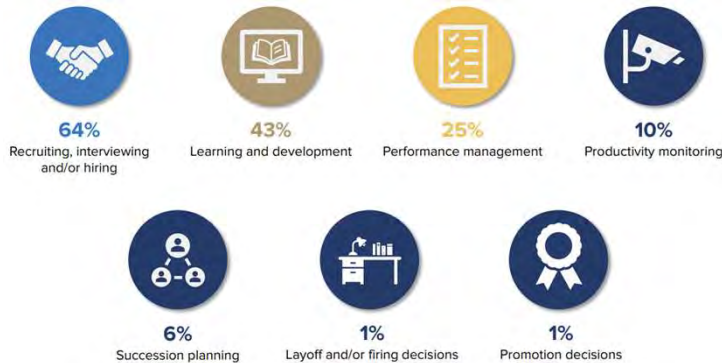 64%
Recruiting, interviewing
and/or hiring
43%
Learning and development
25%
Performance management
10%
Productivity monitoring
6%
Succession planning
1%
Layoff and/or firing decisions
1%
Promotion decisions